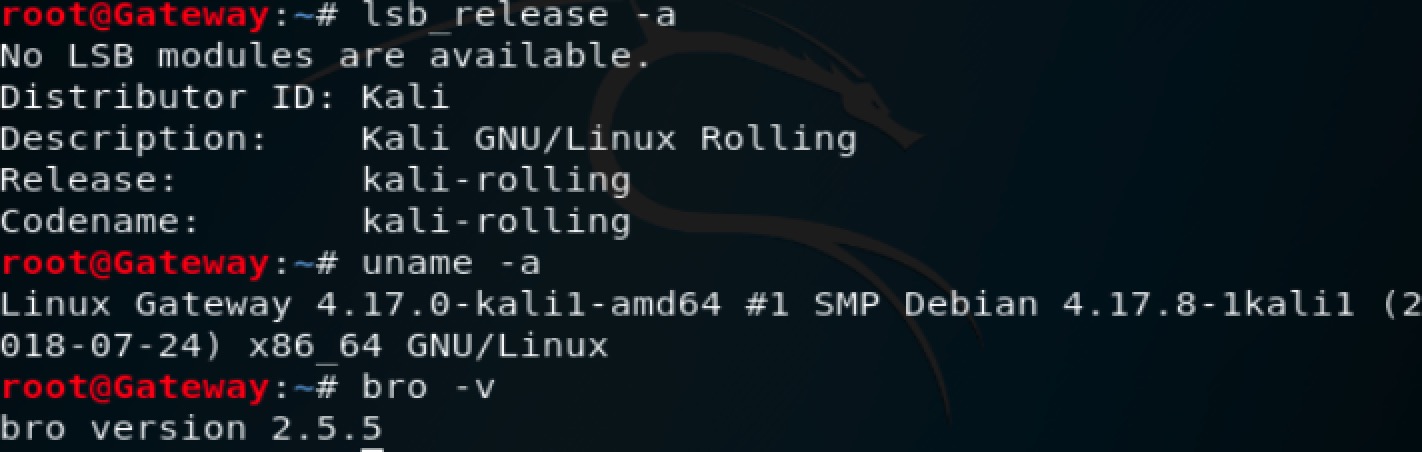 root@Gateway:~# lsb_release -a
No LSB modules are available.
Distributor ID: Kali
Description:    Kali GNU/Linux Rolling
Release:        kali-rolling
Codename:       kali-rolling
root@Gateway:~# uname -a
Linux Gateway 4.17.0-kali1-amd64 #1 SMP Debian 4.17.8-1kali1 (2
018-07-24) x86_64 GNU/Linux
root@Gateway:~# bro -v
bro version 2.5.5